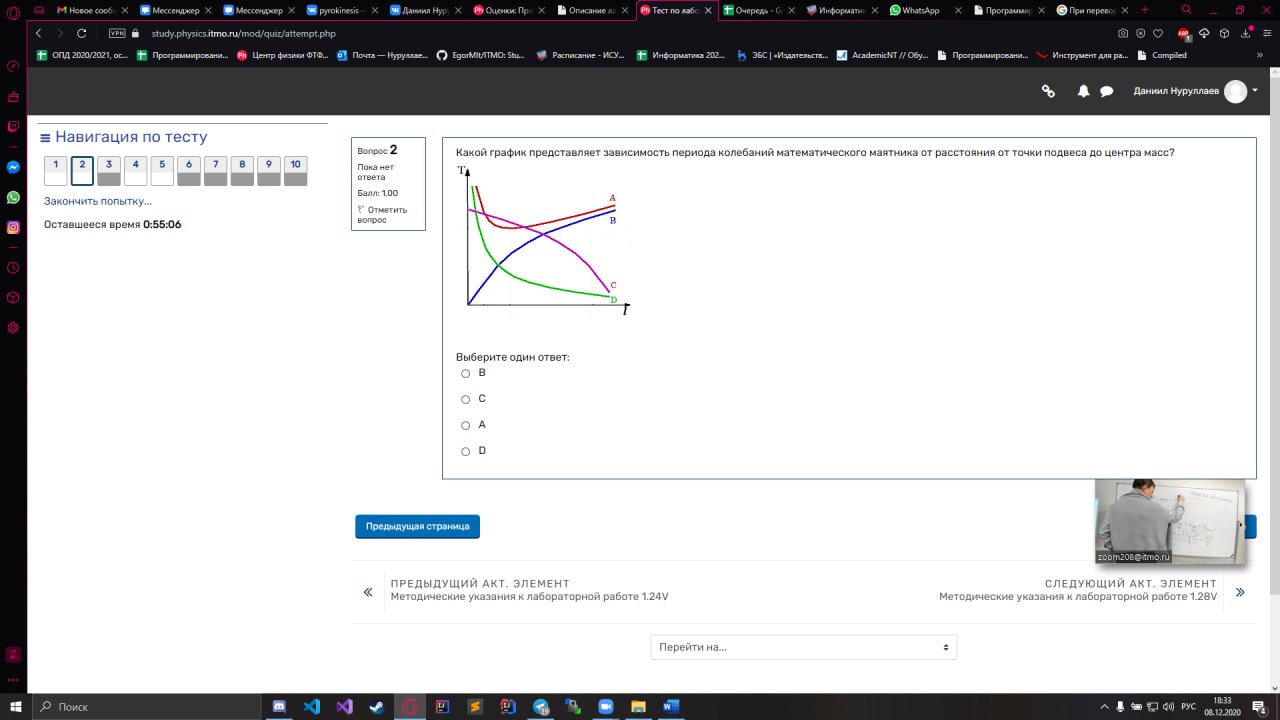 Новое сообщ
Мессенджер
Мессенджер
pyrokinesis –
Даниил Нуру
Оценки: Про
Описание ла
Тест по лабо
Очередь - G
Информатик
WhatsApp
Программир
При перевор
VPN study.physics.itmo.ru/mod/quiz/attempt.php
ОПД 2020/2021, ос...
Программировани...
Центр физики ФТФ...
Почта — Нуруллае...
EgorMIt/ITMO: Stu...
Расписание - ИСУ...
Информатика 202...
ЭБС | «Издательств...
AcademicNT // Обу...
Программировани...
Инструмент для ра...
Compiled
Даниил Нуруллаев
Навигация по тесту
1 2 3 4 5 6 7 8 9 10
Закончить попытку...
Оставшееся время 0:55:06
Вопрос 2
Пока нет
ответа
Балл: 1,00
Отметить
вопрос
Какой график представляет зависимость периода колебаний математического маятника от расстояния от точки подвеса до центра масс?
T
A
B
C
D
l
Выберите один ответ:
B
C
A
D
Предыдущая страница
zoom208@itmo.ru
ПРЕДЫДУЩИЙ АКТ. ЭЛЕМЕНТ
Методические указания к лабораторной работе 1.24V
СЛЕДУЮЩИЙ АКТ. ЭЛЕМЕНТ
Методические указания к лабораторной работе 1.28V
Перейти на...
Поиск
РУС
18:33
08.12.2020
4